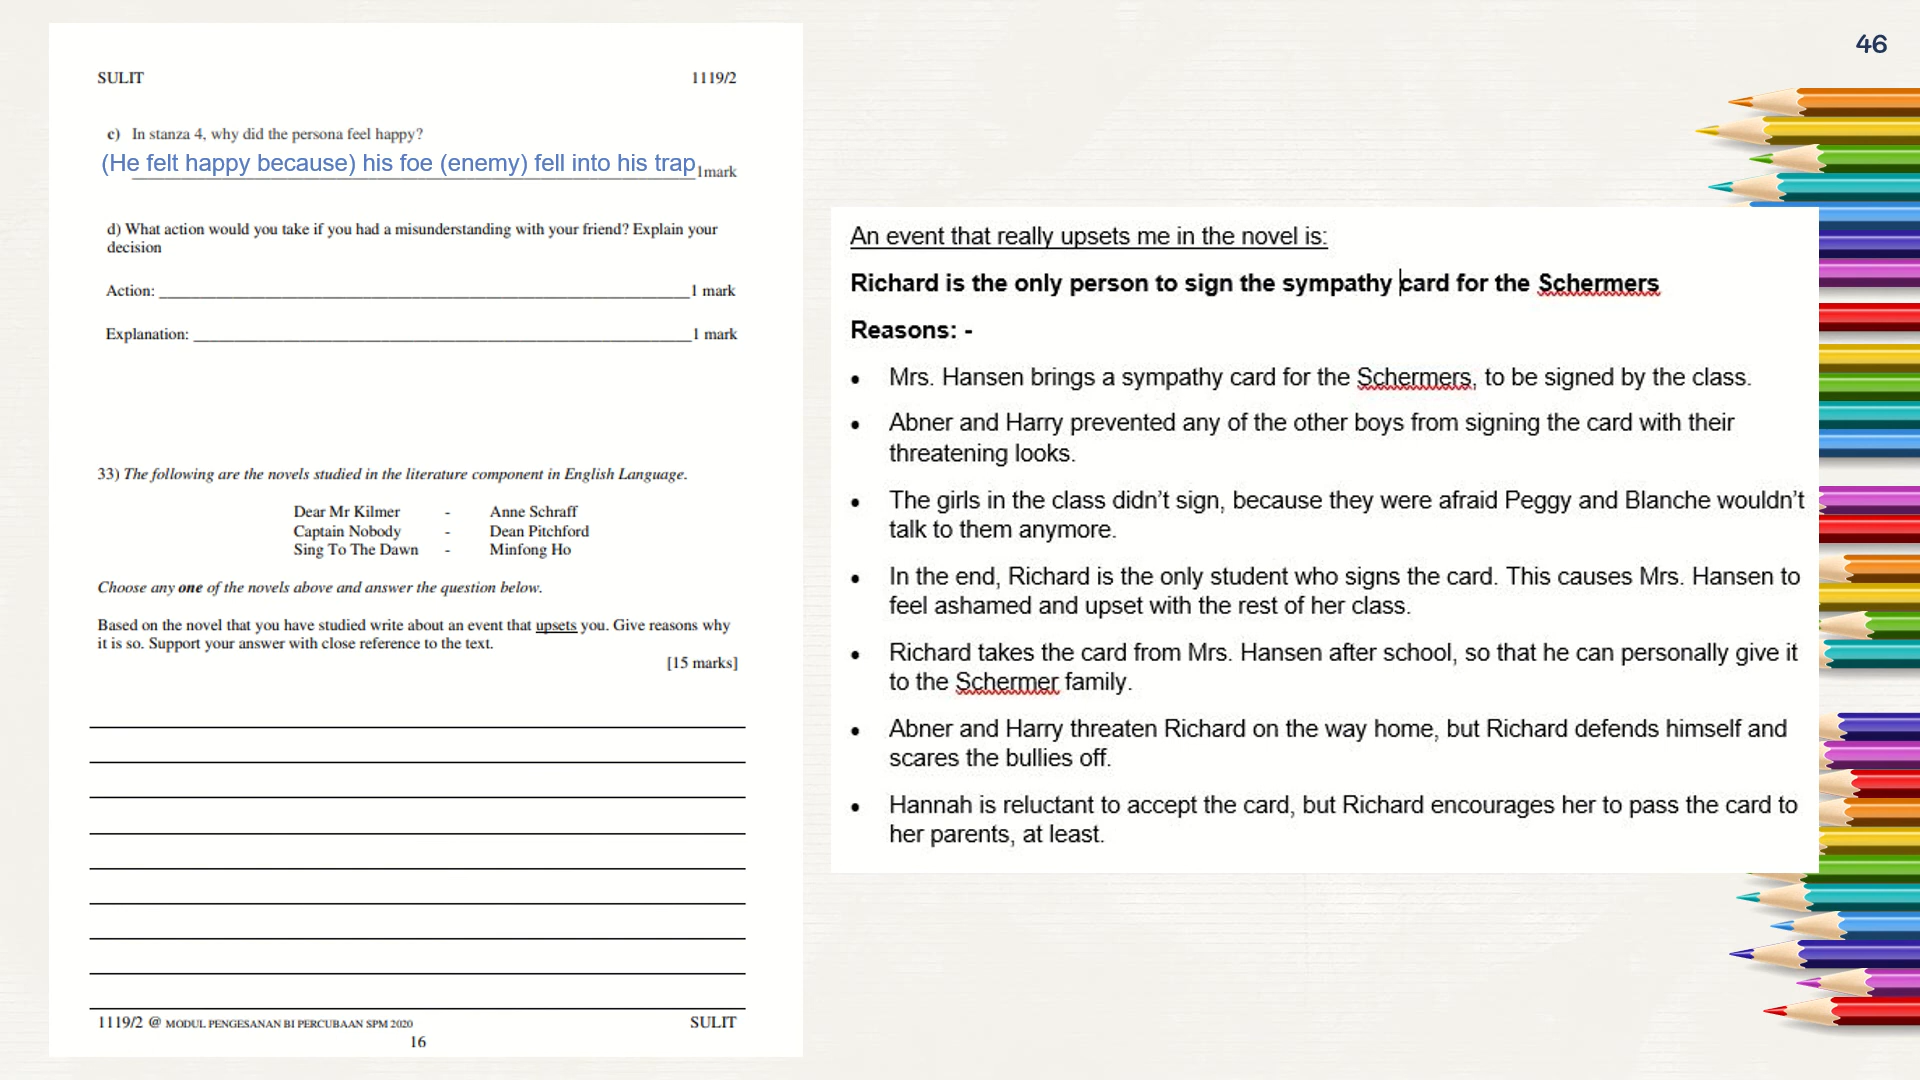 46
SULIT 1119/2
c) In stanza 4, why did the persona feel happy?
(He felt happy because) his foe (enemy) fell into his trap 1mark
d) What action would you take if you had a misunderstanding with your friend? Explain your
decision
Action: ______ 1 mark
Explanation: ______ 1 mark
33) The following are the novels studied in the literature component in English Language.
Dear Mr Kilmer - Anne Schraff
Captain Nobody - Dean Pitchford
Sing To The Dawn - Minfong Ho
Choose any one of the novels above and answer the question below.
Based on the novel that you have studied write about an event that upsets you. Give reasons why
it is so. Support your answer with close reference to the text.
[15 marks]
1119/2 @ MODUL PENGESANAN BI PERCUBAAN SPM 2020 SULIT
16
An event that really upsets me in the novel is:
Richard is the only person to sign the sympathy card for the Schermers
Reasons: -
• Mrs. Hansen brings a sympathy card for the Schermers, to be signed by the class.
• Abner and Harry prevented any of the other boys from signing the card with their
threatening looks.
• The girls in the class didn’t sign, because they were afraid Peggy and Blanche wouldn’t
talk to them anymore.
• In the end, Richard is the only student who signs the card. This causes Mrs. Hansen to
feel ashamed and upset with the rest of her class.
• Richard takes the card from Mrs. Hansen after school, so that he can personally give it
to the Schermer family.
• Abner and Harry threaten Richard on the way home, but Richard defends himself and
scares the bullies off.
• Hannah is reluctant to accept the card, but Richard encourages her to pass the card to
her parents, at least.